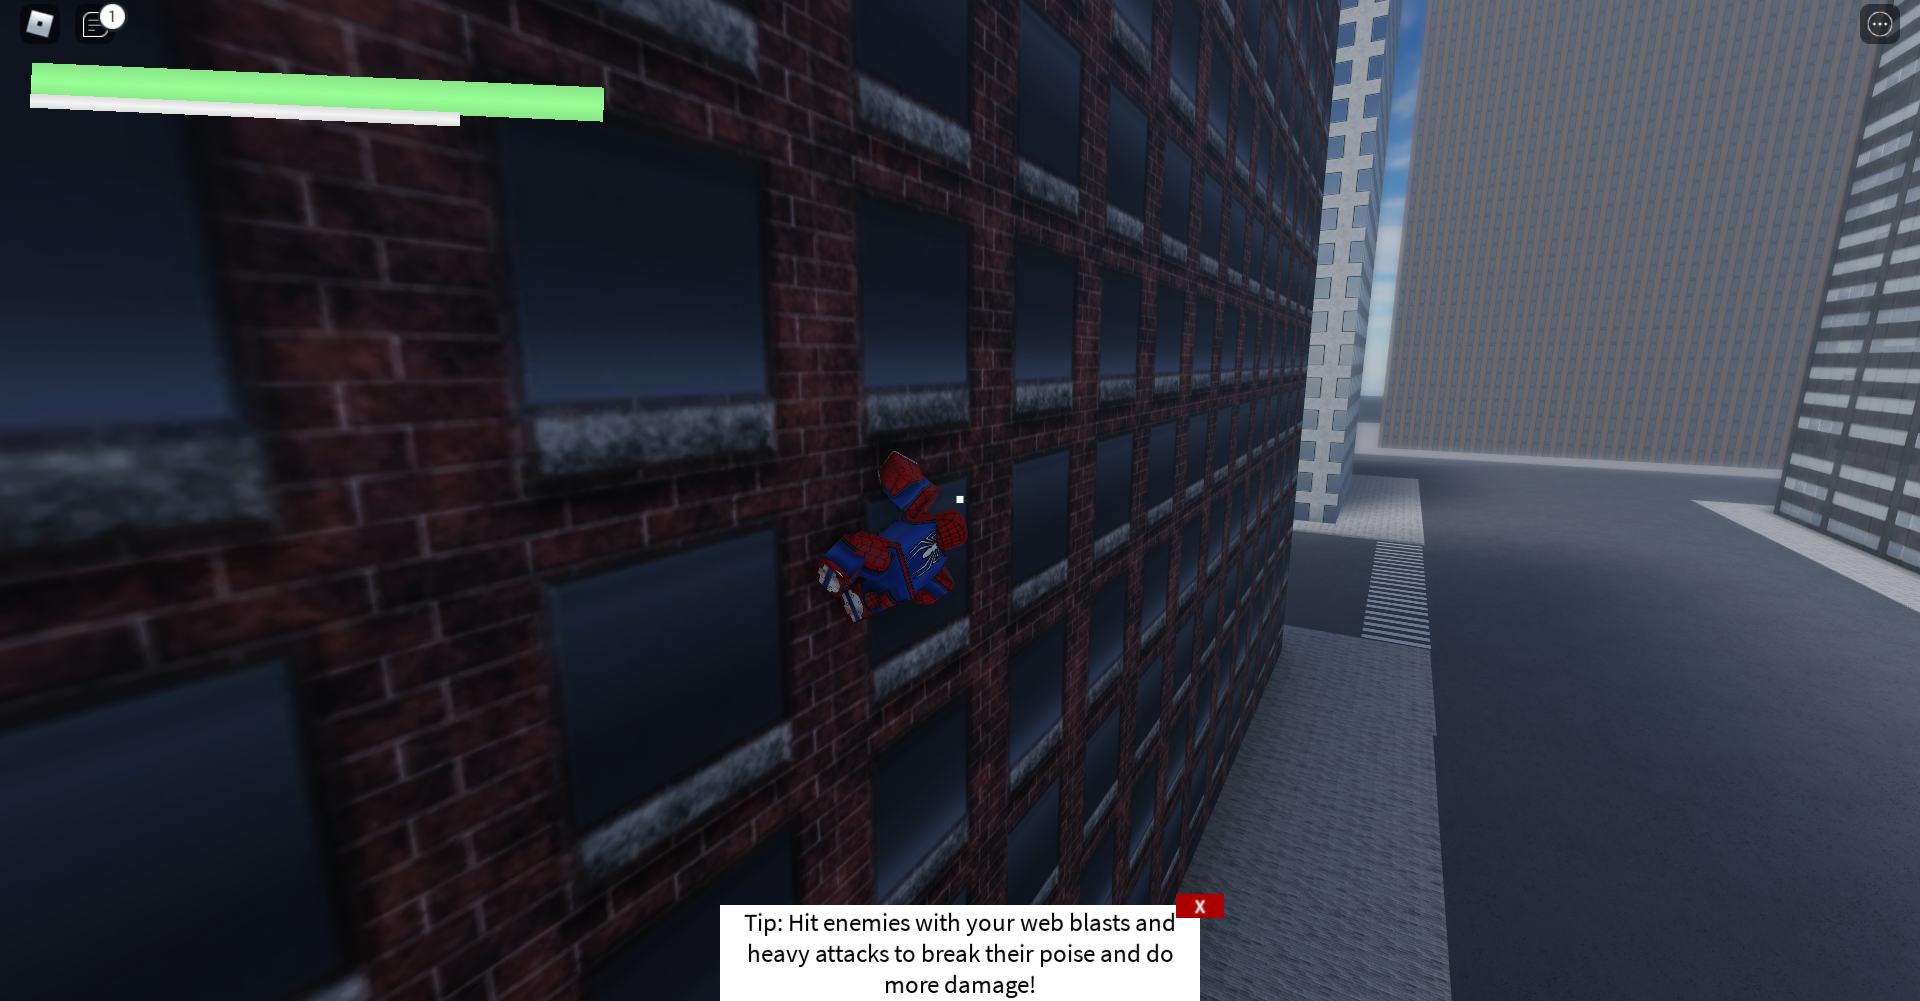 1
X
Tip: Hit enemies with your web blasts and
heavy attacks to break their poise and do
more damage!